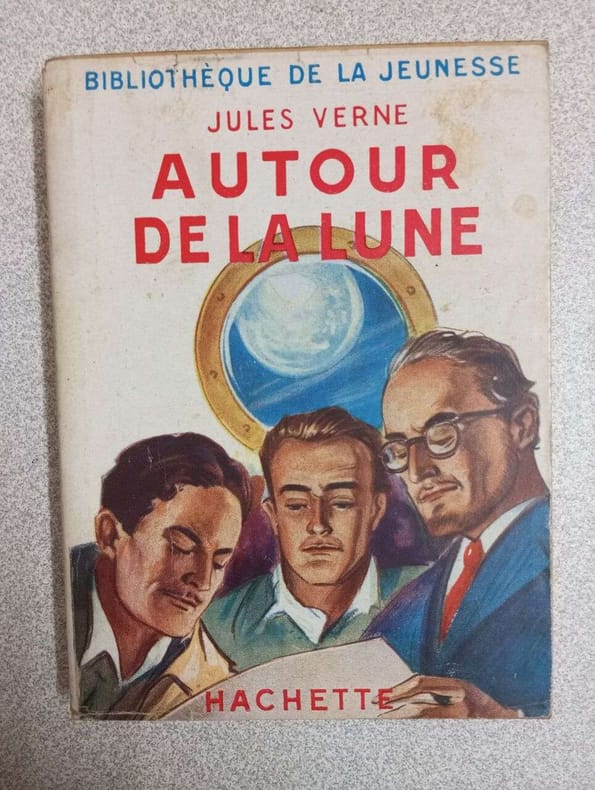 BIBLIOTHÈQUE DE LA JEUNESSE
JULES VERNE
AUTOUR
DE LA LUNE
HACHETTE